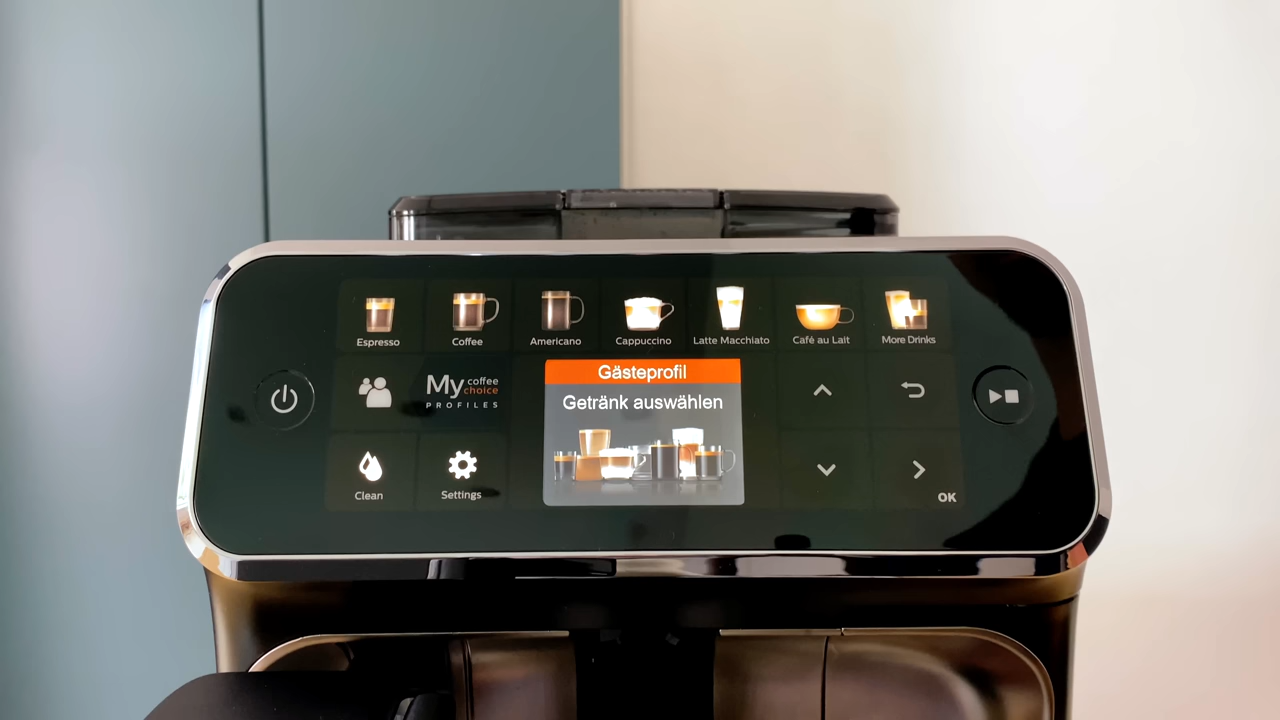 Espresso
Coffee
Americano
Cappuccino
Latte Macchiato
Café au Lait
More Drinks
My coffee choice
PROFILES
Gästeprofil
Getränk auswählen
Clean
Settings
OK